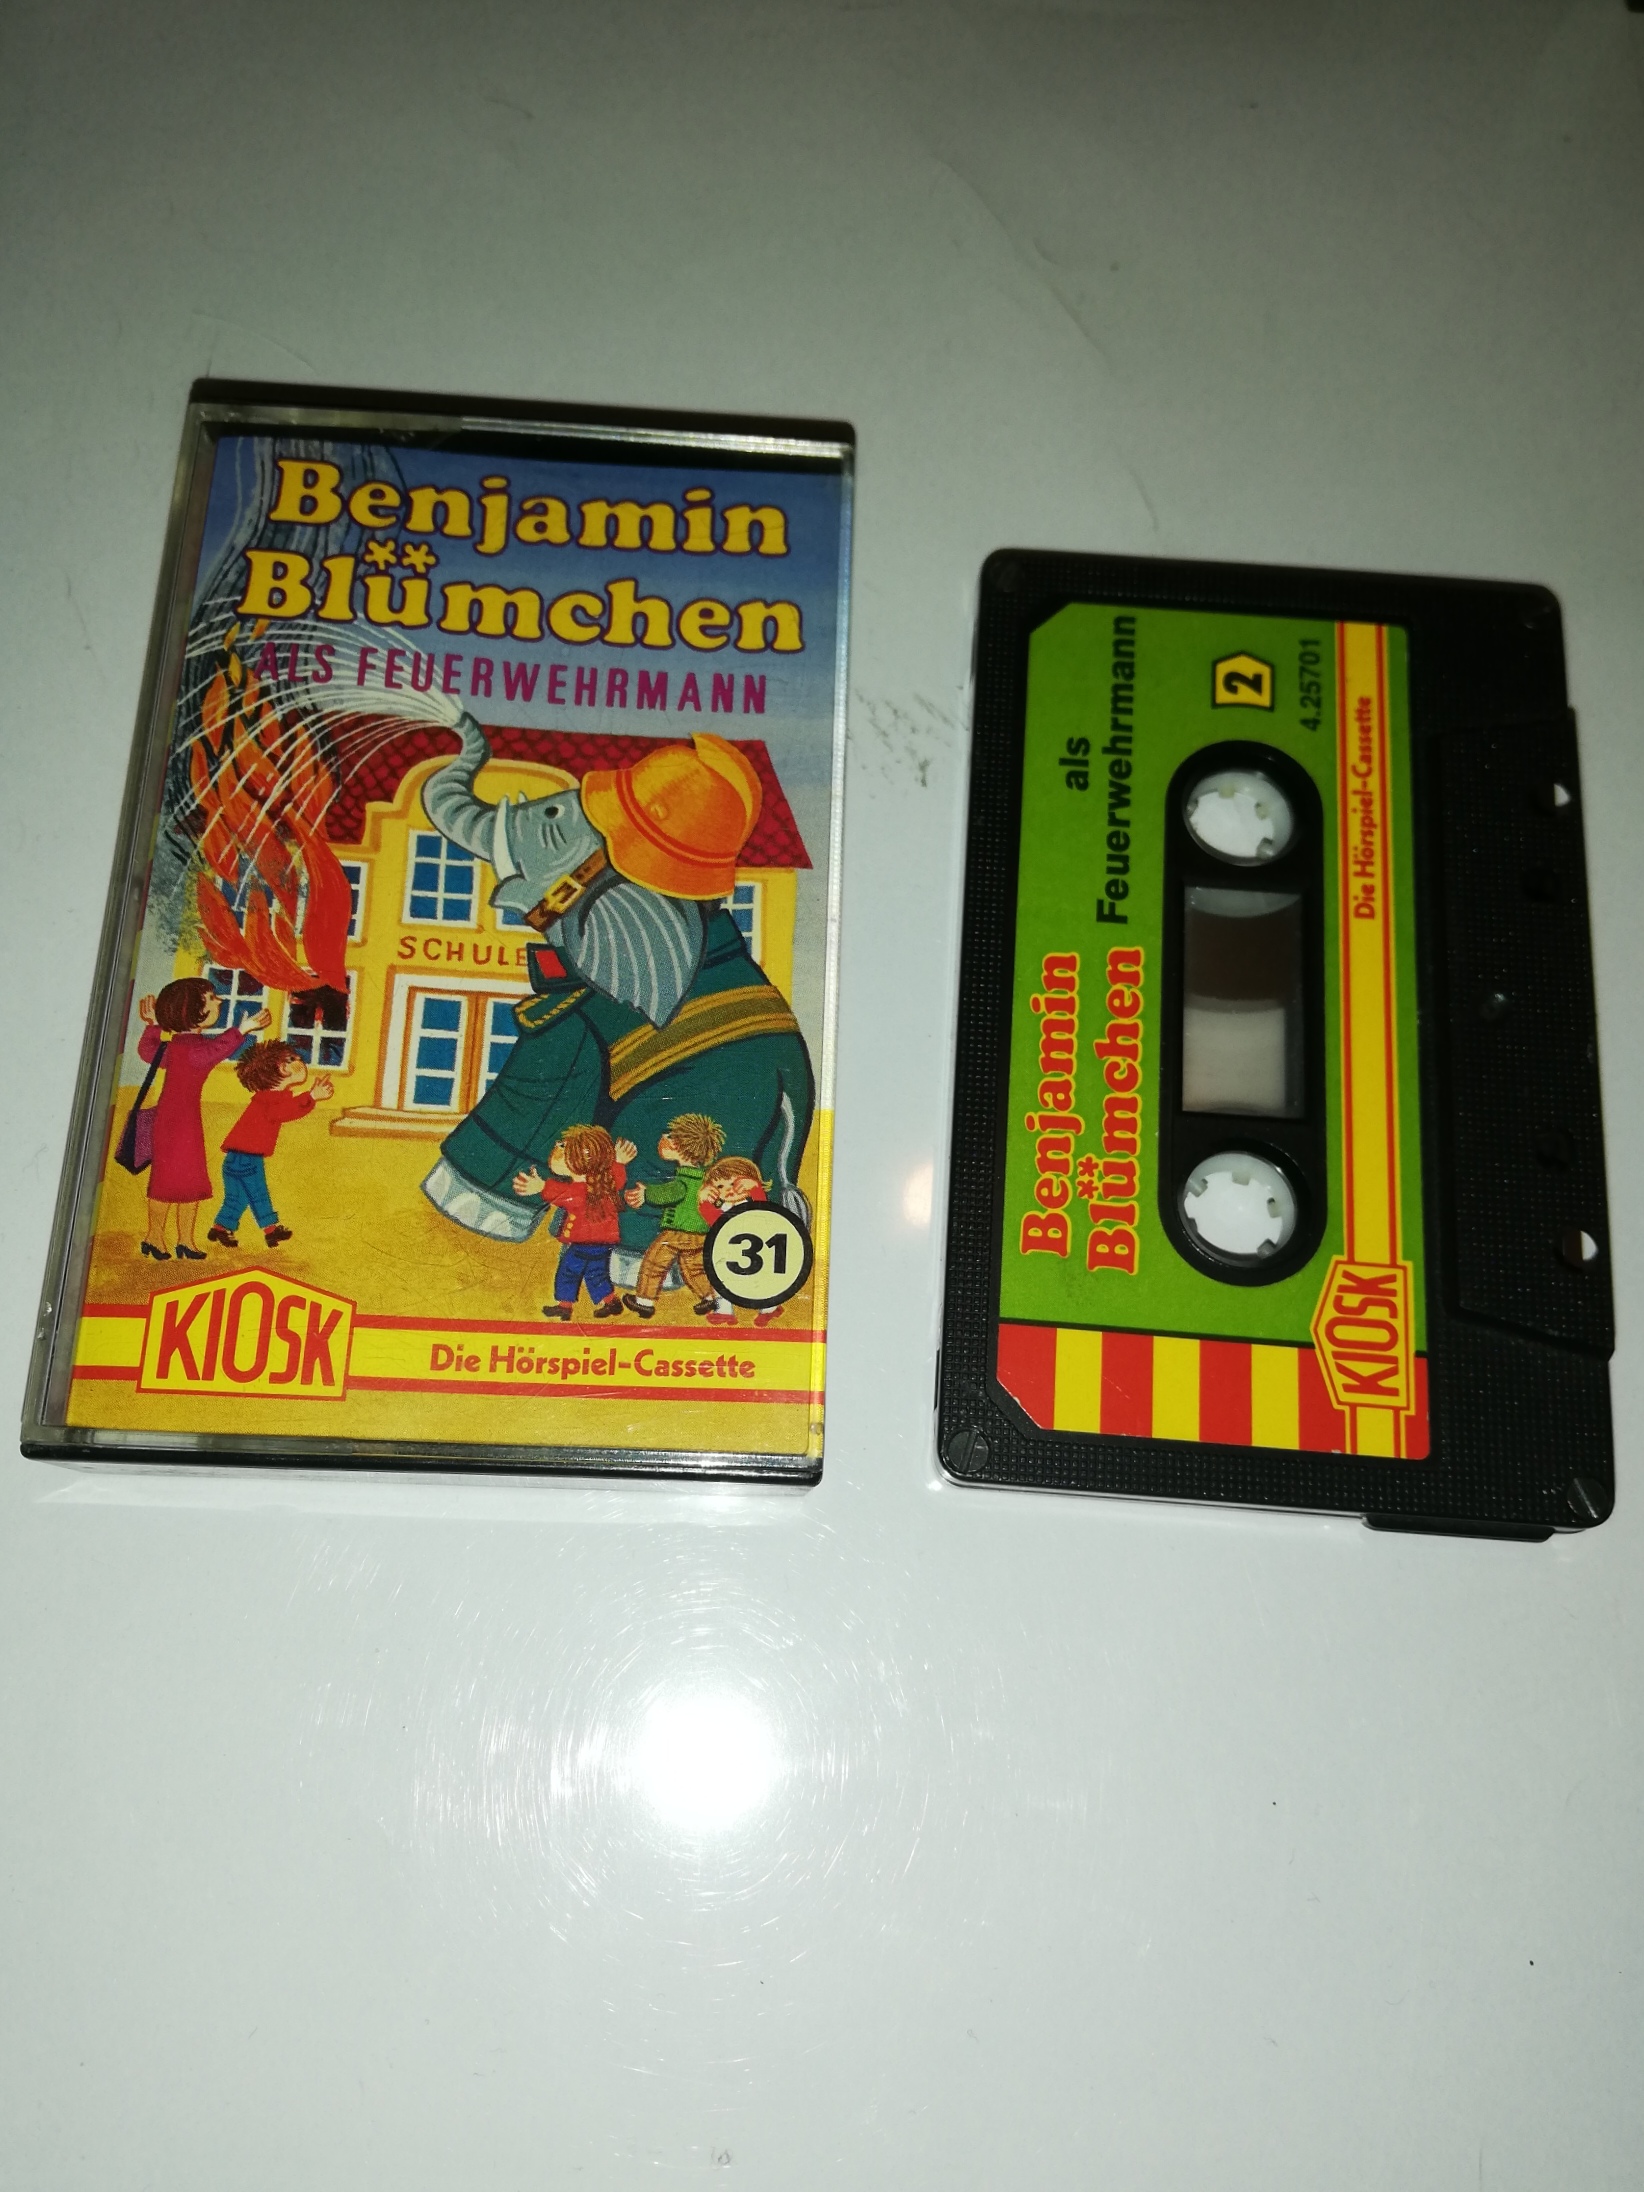 Benjamin
Blümchen
ALS FEUERWEHRMANN
SCHULE
31
KIOSK
Die Hörspiel-Cassette
Benjamin
Blümchen
als
Feuerwehrmann
2
4.25701
Die Hörspiel-Cassette
KIOSK